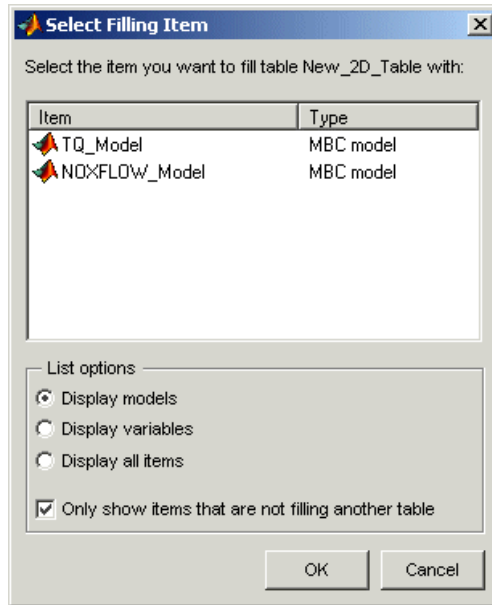 Select Filling Item
Select the item you want to fill table New_2D_Table with:
Item Type
TQ_Model MBC model
NOXFLOW_Model MBC model
List options
Display models
Display variables
Display all items
Only show items that are not filling another table
OK Cancel